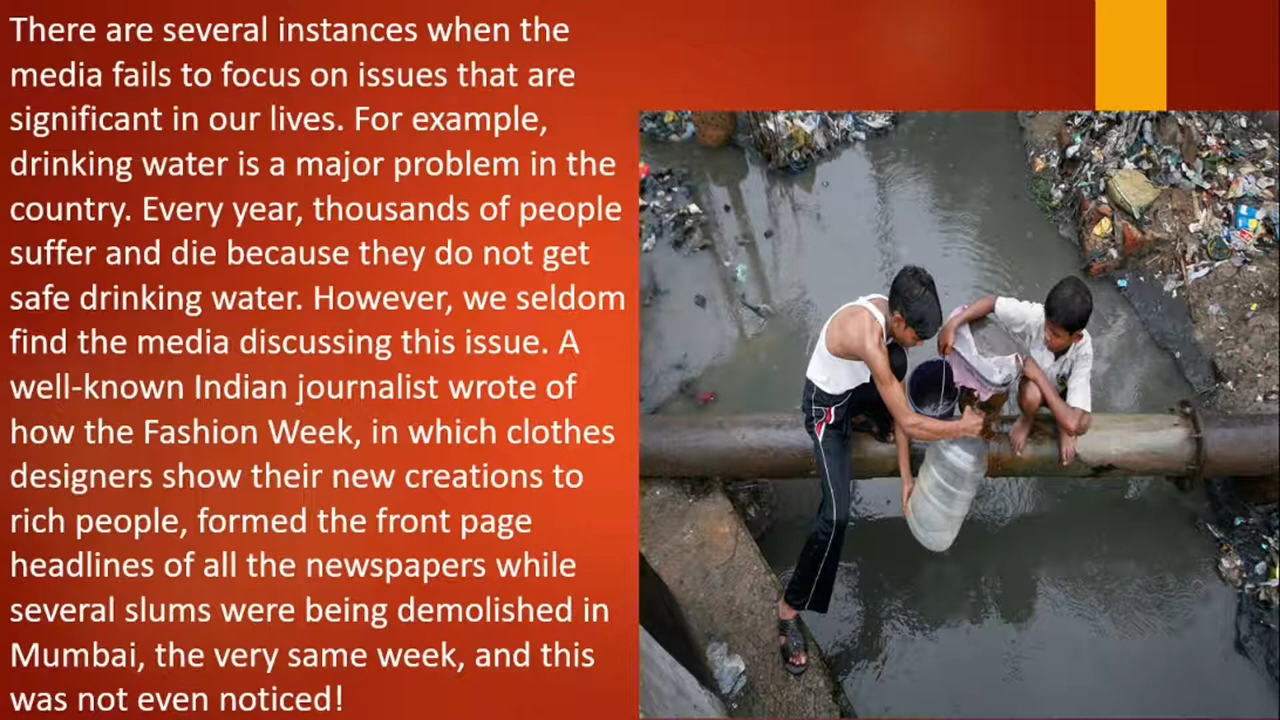 There are several instances when the
media fails to focus on issues that are
significant in our lives. For example,
drinking water is a major problem in the
country. Every year, thousands of people
suffer and die because they do not get
safe drinking water. However, we seldom
find the media discussing this issue. A
well-known Indian journalist wrote of
how the Fashion Week, in which clothes
designers show their new creations to
rich people, formed the front page
headlines of all the newspapers while
several slums were being demolished in
Mumbai, the very same week, and this
was not even noticed!